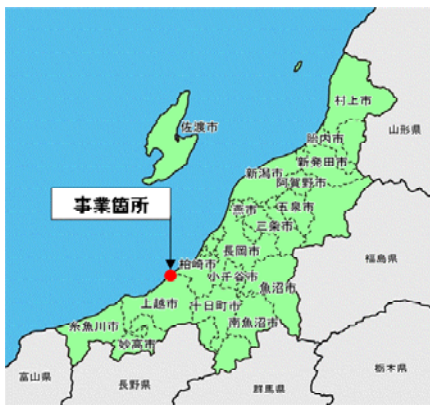 村上市
山形県
佐渡市
胎内市
新発田市
新潟市
阿賀野市
事業箇所
燕市
五泉市
三条市
長岡市
福島県
柏崎市
小千谷市
魚沼市
上越市
十日町市
糸魚川市
南魚沼市
妙高市
栃木県
富山県
長野県
群馬県